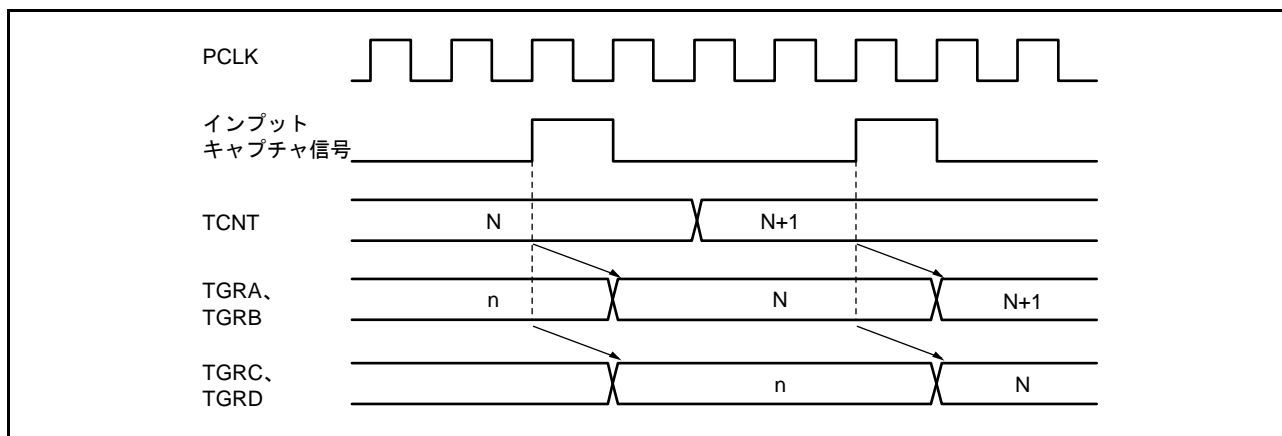 PCLK
インプット
キャプチャ信号
TCNT
N
N+1
TGRA、
TGRB
n
N
N+1
TGRC、
TGRD
n
N